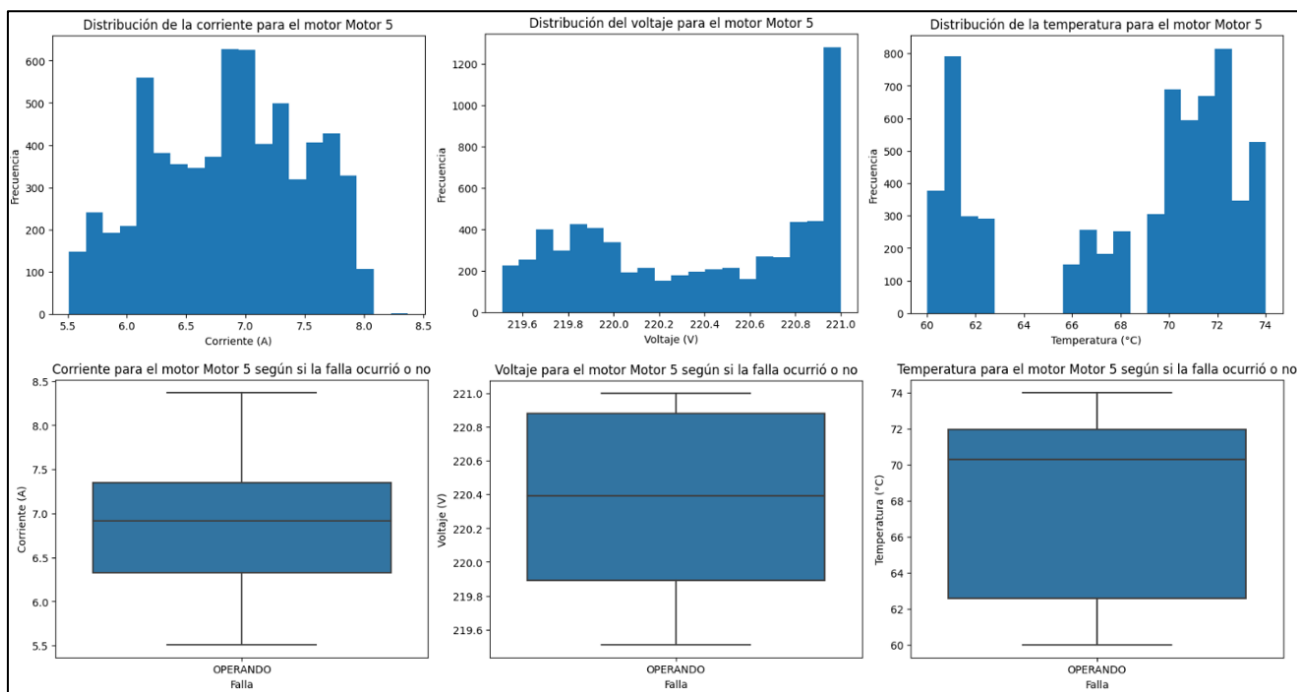 Distribución de la corriente para el motor Motor 5
600
500
400
300
200
100
0
Frecuencia
5.5 6.0 6.5 7.0 7.5 8.0 8.5
Corriente (A)
Distribución del voltaje para el motor Motor 5
1200
1000
800
600
400
200
0
Frecuencia
219.6 219.8 220.0 220.2 220.4 220.6 220.8 221.0
Voltaje (V)
Distribución de la temperatura para el motor Motor 5
800
700
600
500
400
300
200
100
0
Frecuencia
60 62 64 66 68 70 72 74
Temperatura (°C)
Corriente para el motor Motor 5 según si la falla ocurrió o no
8.5
8.0
7.5
7.0
6.5
6.0
5.5
Corriente (A)
OPERANDO
Falla
Voltaje para el motor Motor 5 según si la falla ocurrió o no
221.0
220.8
220.6
220.4
220.2
220.0
219.8
219.6
Voltaje (V)
OPERANDO
Falla
Temperatura para el motor Motor 5 según si la falla ocurrió o no
74
72
70
68
66
64
62
60
Temperatura (°C)
OPERANDO
Falla